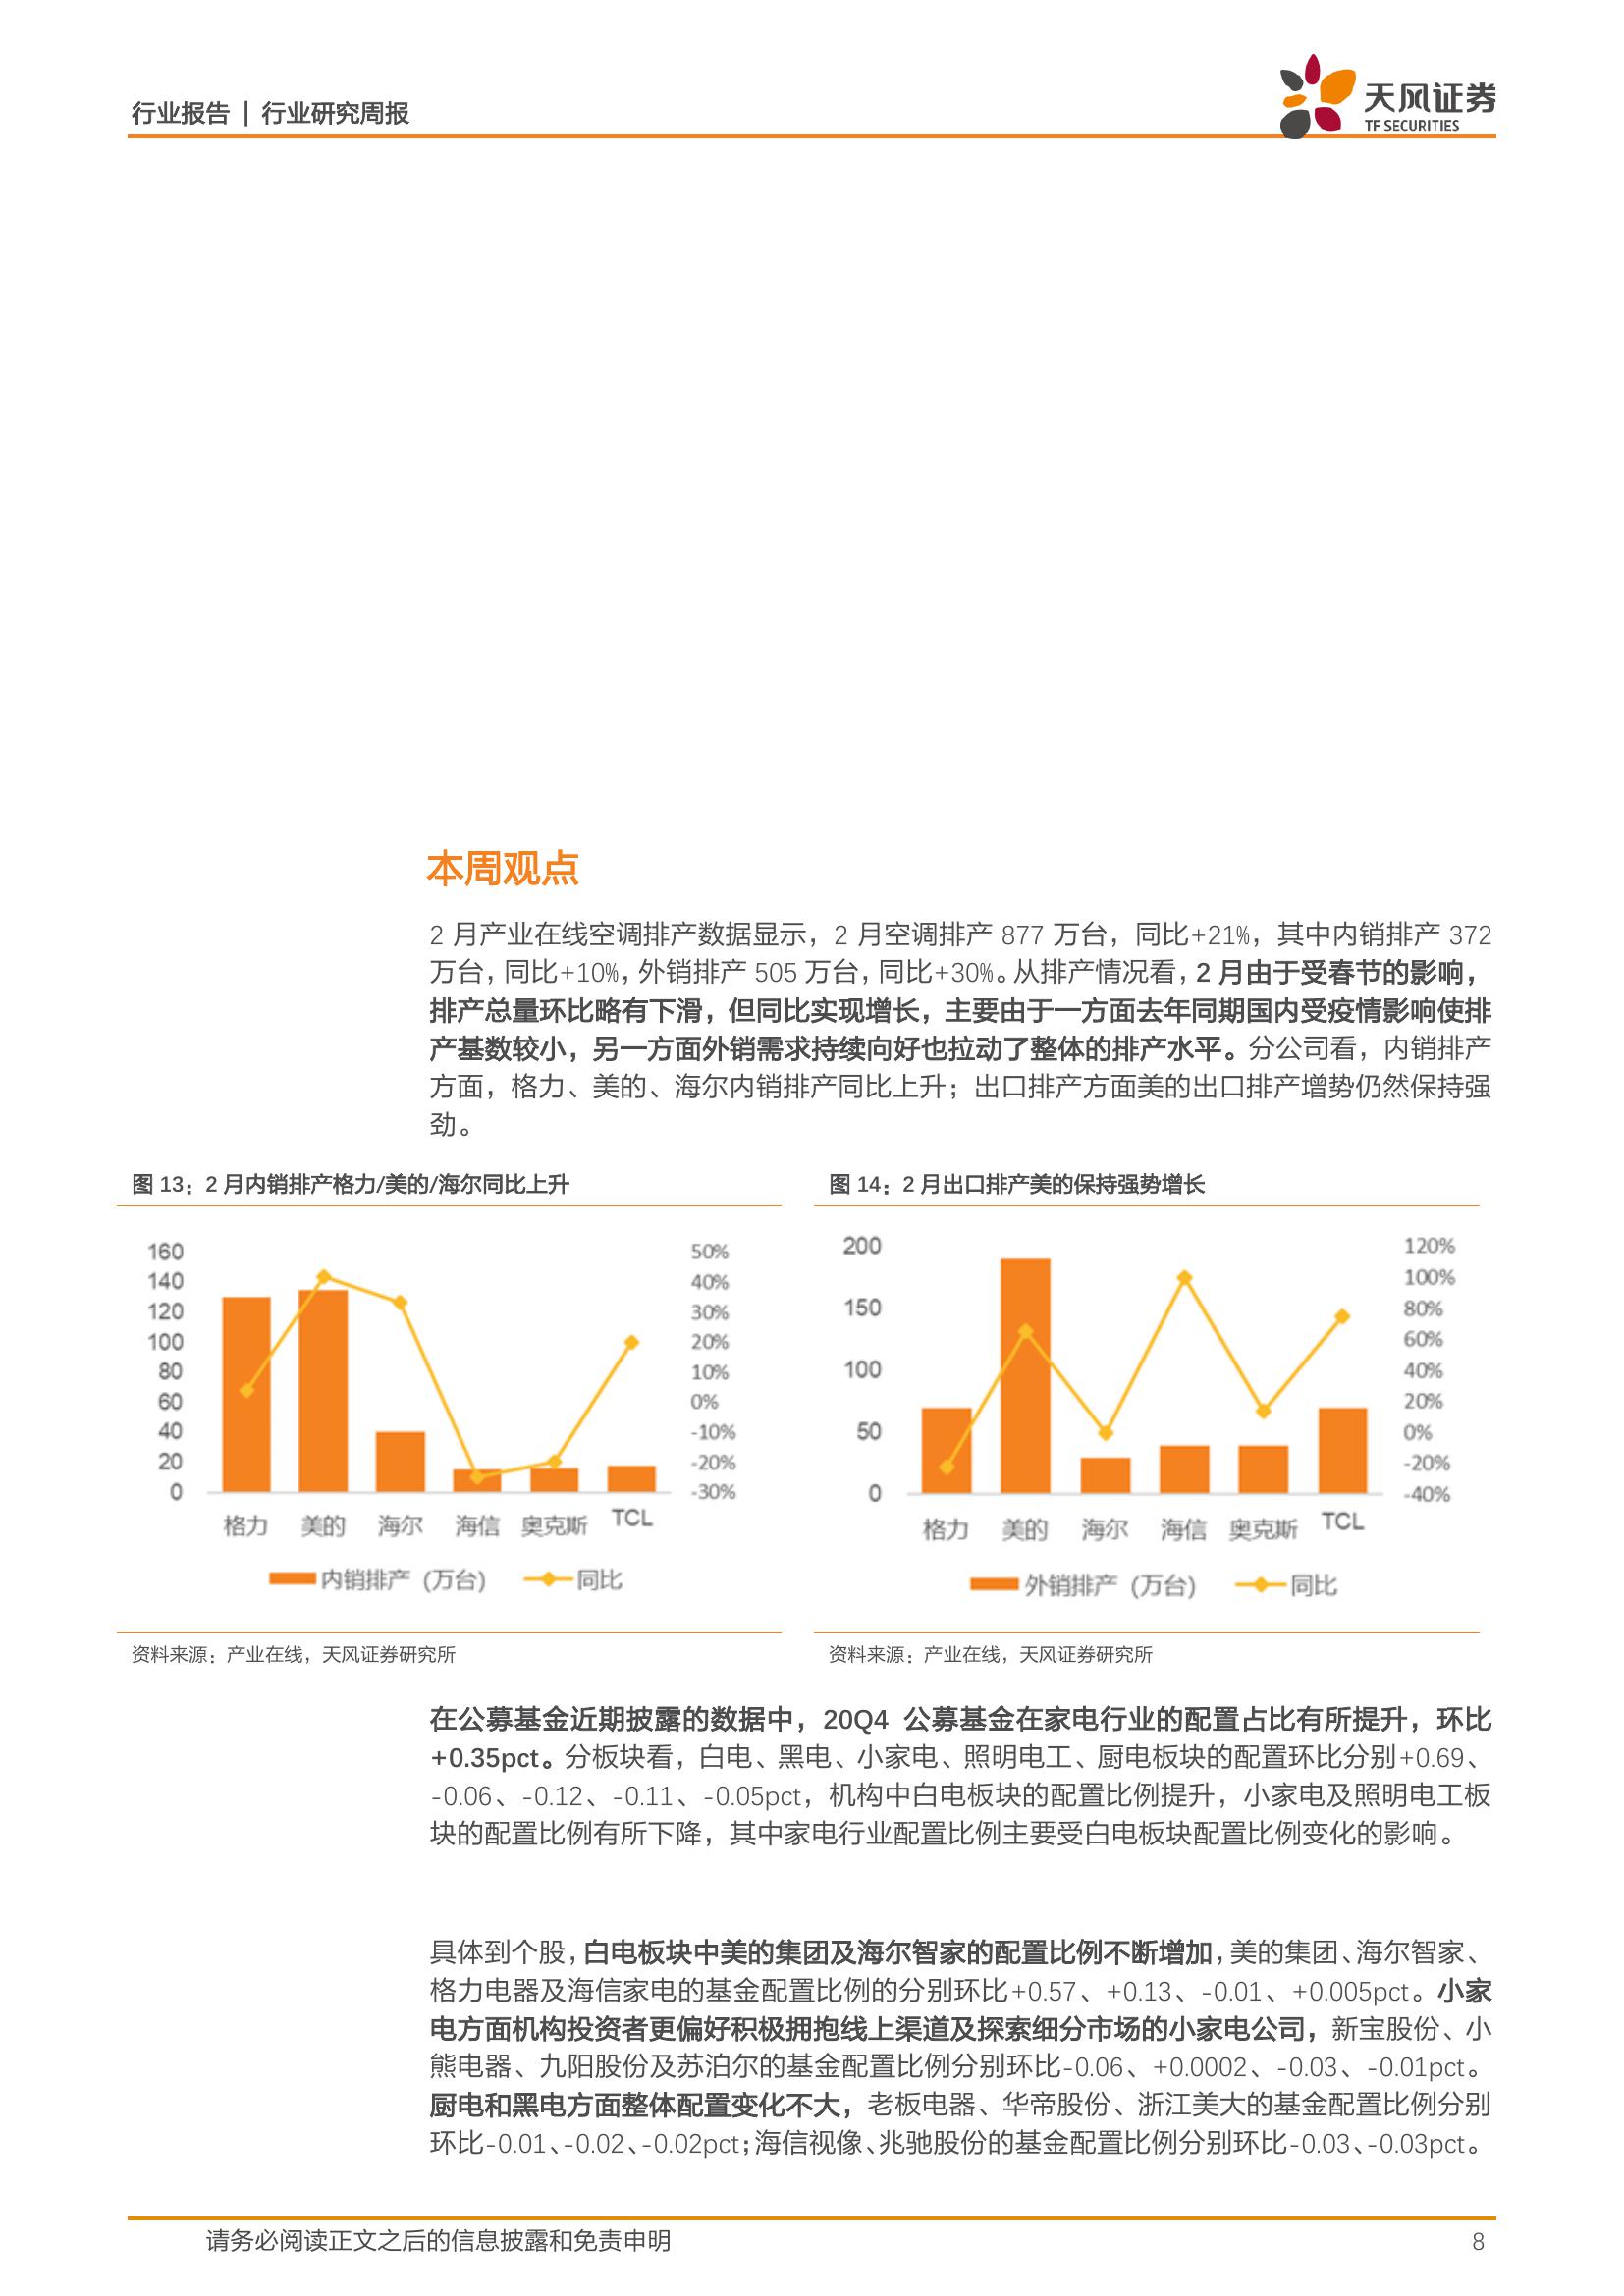 行业报告 | 行业研究周报
天风证券
TF SECURITIES
本周观点
2 月产业在线空调排产数据显示，2 月空调排产 877 万台，同比+21%，其中内销排产 372
万台，同比+10%，外销排产 505 万台，同比+30%。从排产情况看，2 月由于受春节的影响，
排产总量环比略有下滑，但同比实现增长，主要由于一方面去年同期国内受疫情影响使排
产基数较小，另一方面外销需求持续向好也拉动了整体的排产水平。分公司看，内销排产
方面，格力、美的、海尔内销排产同比上升；出口排产方面美的出口排产增势仍然保持强
劲。
图 13：2 月内销排产格力/美的/海尔同比上升
160
140
120
100
80
60
40
20
0
50%
40%
30%
20%
10%
0%
-10%
-20%
-30%
格力 美的 海尔 海信 奥克斯 TCL
内销排产（万台） 同比
资料来源：产业在线，天风证券研究所
图 14：2 月出口排产美的保持强势增长
200
150
100
50
0
120%
100%
80%
60%
40%
20%
0%
-20%
-40%
格力 美的 海尔 海信 奥克斯 TCL
外销排产（万台） 同比
资料来源：产业在线，天风证券研究所
在公募基金近期披露的数据中，20Q4 公募基金在家电行业的配置占比有所提升，环比
+0.35pct。分板块看，白电、黑电、小家电、照明电工、厨电板块的配置环比分别+0.69、
-0.06、-0.12、-0.11、-0.05pct，机构中白电板块的配置比例提升，小家电及照明电工板
块的配置比例有所下降，其中家电行业配置比例主要受白电板块配置比例变化的影响。
具体到个股，白电板块中美的集团及海尔智家的配置比例不断增加，美的集团、海尔智家、
格力电器及海信家电的基金配置比例的分别环比+0.57、+0.13、-0.01、+0.005pct。小家
电方面机构投资者更偏好积极拥抱线上渠道及探索细分市场的小家电公司，新宝股份、小
熊电器、九阳股份及苏泊尔的基金配置比例分别环比-0.06、+0.0002、-0.03、-0.01pct。
厨电和黑电方面整体配置变化不大，老板电器、华帝股份、浙江美大的基金配置比例分别
环比-0.01、-0.02、-0.02pct；海信视像、兆驰股份的基金配置比例分别环比-0.03、-0.03pct。
请务必阅读正文之后的信息披露和免责申明
8